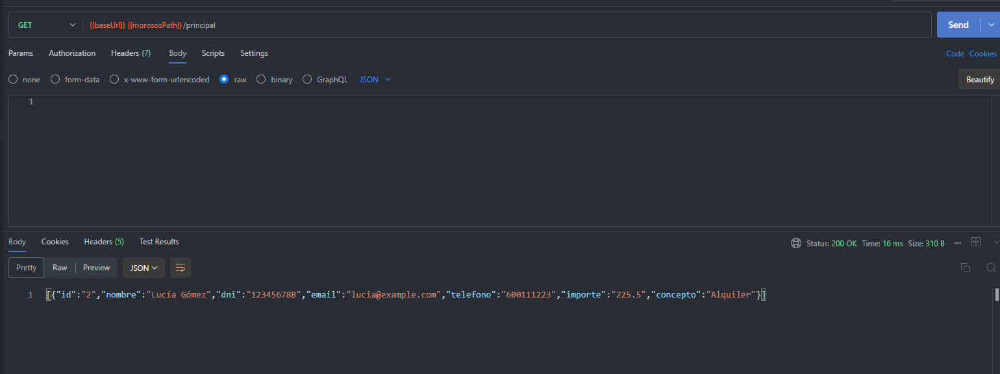 GET {{baseUrl}} {{morososPath}}/principal Send
Params Authorization Headers (7) Body Scripts Settings Code Cookies
none form-data x-www-form-urlencoded raw binary GraphQL JSON Beautify
1
Body Cookies Headers (5) Test Results Status: 200 OK Time: 16 ms Size: 310 B
Pretty Raw Preview JSON
1 [{"id":"2","nombre":"Lucía Gómez","dni":"12345678B","email":"lucia@example.com","telefono":"600111223","importe":"225.5","concepto":"Alquiler"}]